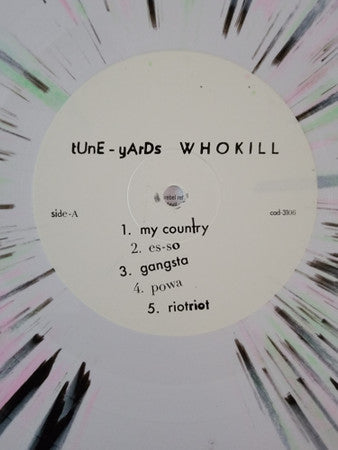 tUnE-yArDs WHOKILL
side-A cad-3106
1. my country
2. es-so
3. gangsta
4. powa
5. riotriot